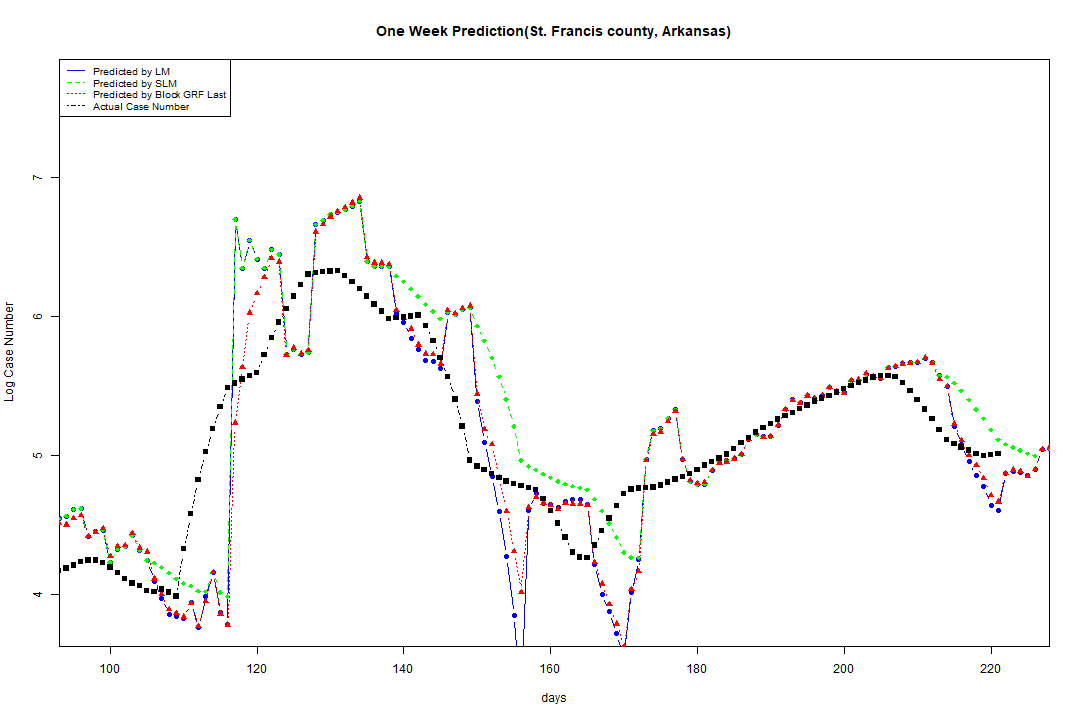 One Week Prediction(St. Francis county, Arkansas)
Predicted by LM
Predicted by SLM
Predicted by Block GRF Last
Actual Case Number
Log Case Number
7
6
5
4
100 120 140 160 180 200 220
days